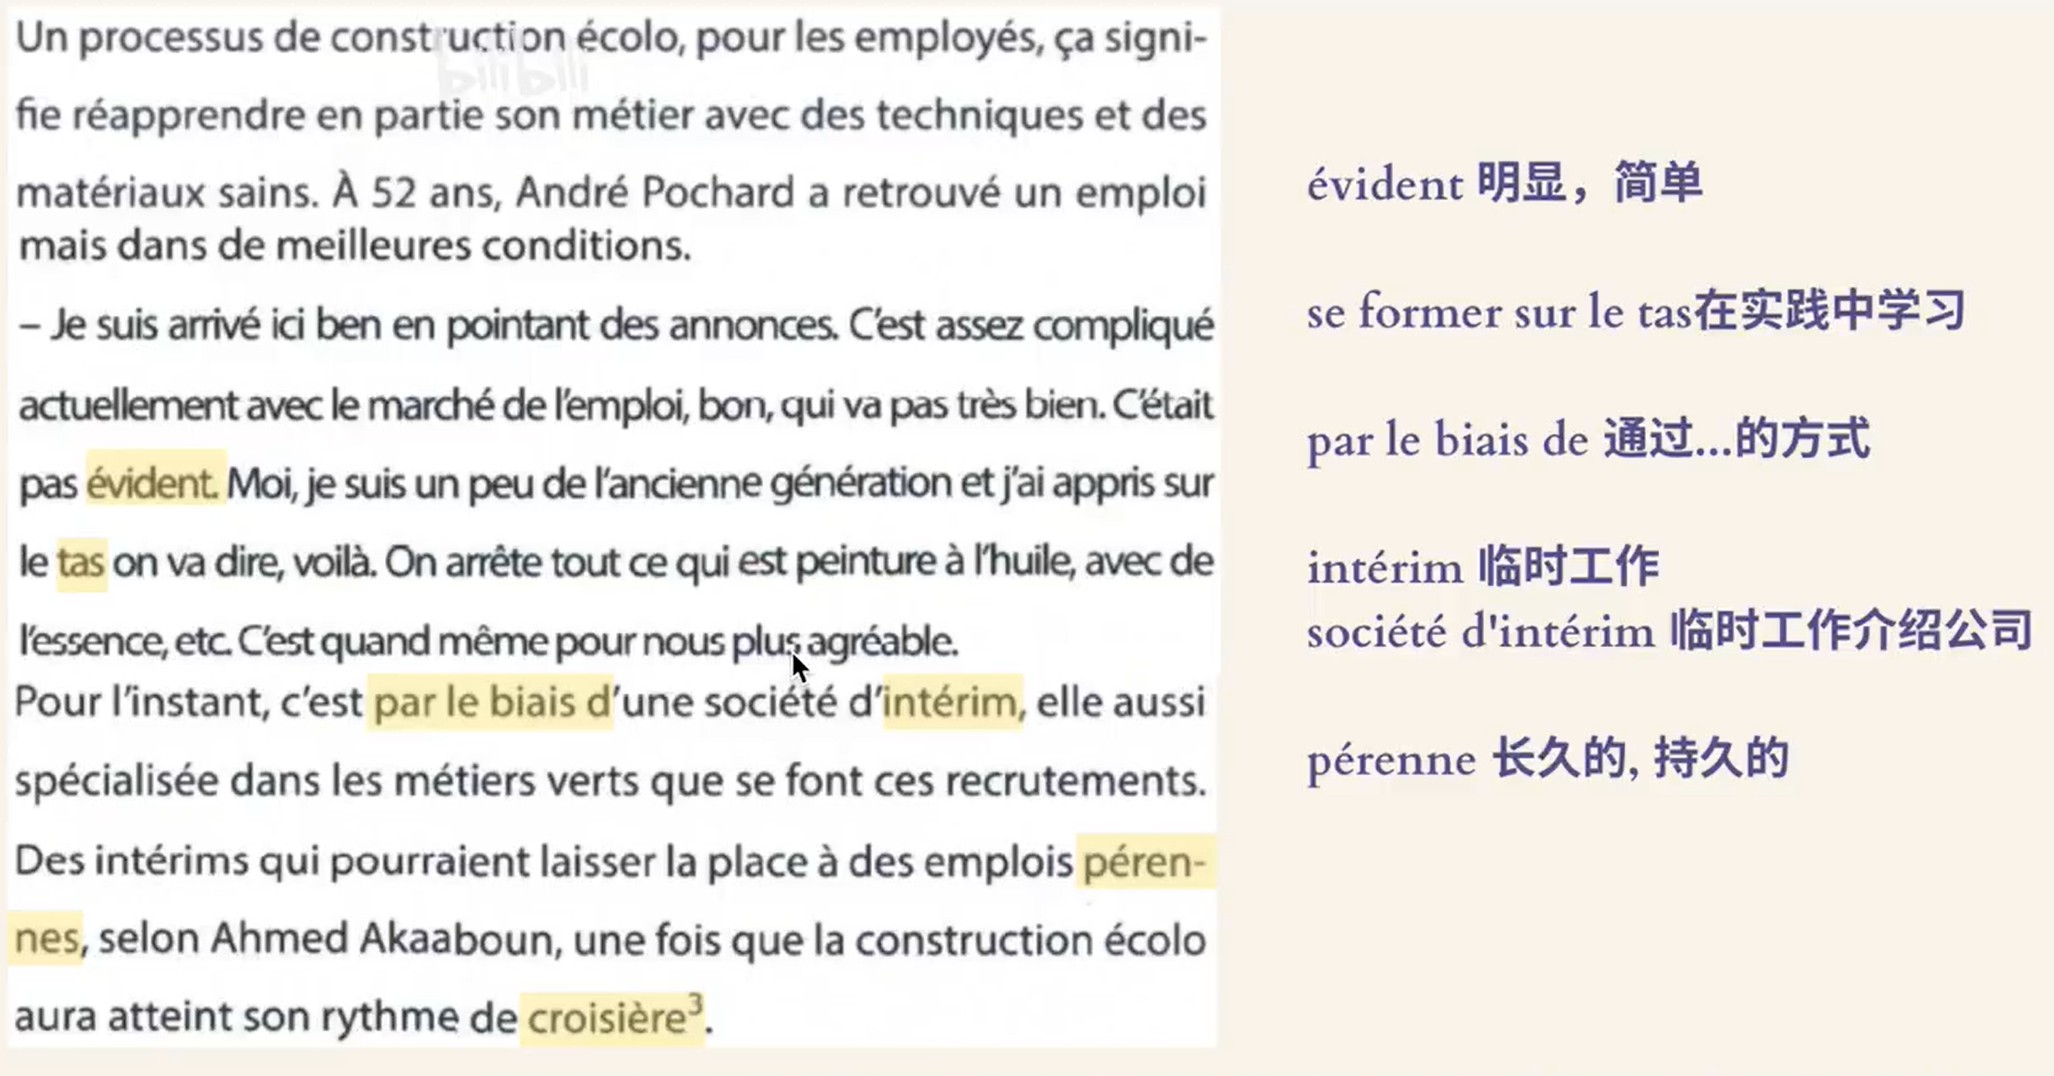 Un processus de construction écolo, pour les employés, ça signi-
fie réapprendre en partie son métier avec des techniques et des
matériaux sains. À 52 ans, André Pochard a retrouvé un emploi
mais dans de meilleures conditions.
– Je suis arrivé ici ben en pointant des annonces. C'est assez compliqué
actuellement avec le marché de l'emploi, bon, qui va pas très bien. C'était
pas évident. Moi, je suis un peu de l'ancienne génération et j'ai appris sur
le tas on va dire, voilà. On arrête tout ce qui est peinture à l'huile, avec de
l'essence, etc. C'est quand même pour nous plus agréable.
Pour l'instant, c'est par le biais d'une société d'intérim, elle aussi
spécialisée dans les métiers verts que se font ces recrutements.
Des intérims qui pourraient laisser la place à des emplois péren-
nes, selon Ahmed Akaaboun, une fois que la construction écolo
aura atteint son rythme de croisière³.
bilibili
évident 明显，简单
se former sur le tas在实践中学习
par le biais de 通过...的方式
intérim 临时工作
société d'intérim 临时工作介绍公司
pérenne 长久的, 持久的